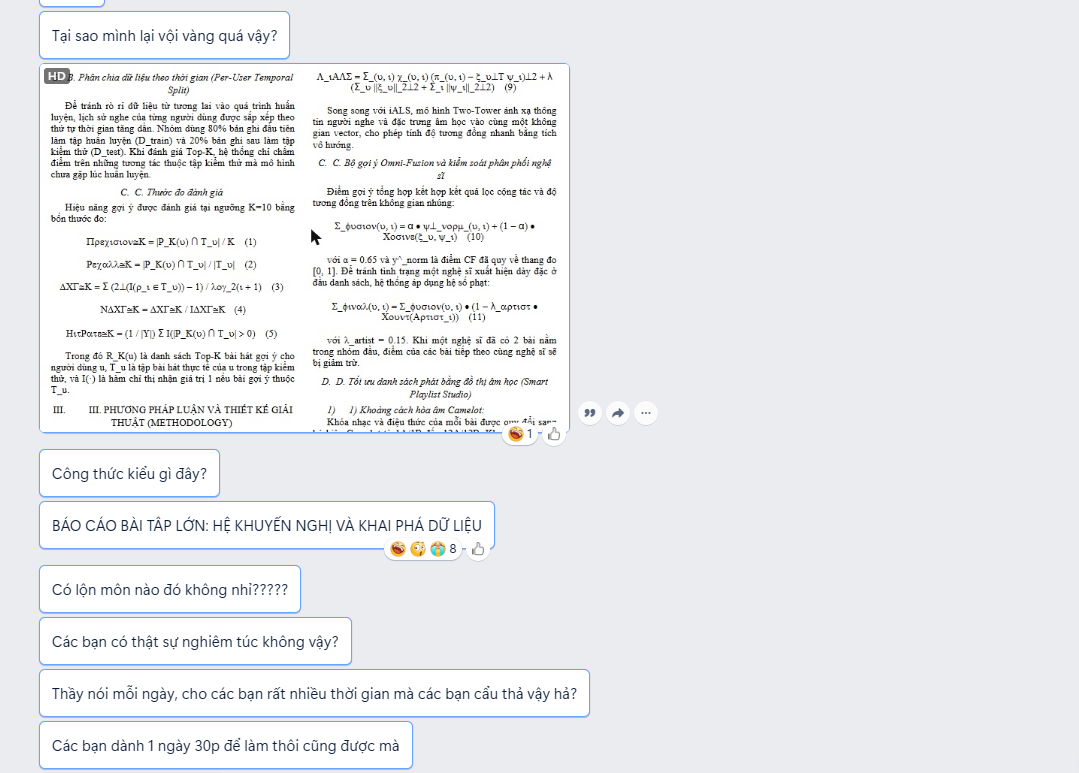 Tại sao mình lại vội vàng quá vậy?
HD
B. Phân chia dữ liệu theo thời gian (Per-User Temporal
Split)
Để tránh rò rỉ dữ liệu từ tương lai vào quá trình huấn
luyện, lịch sử nghe của từng người dùng được sắp xếp theo
thứ tự thời gian tăng dần. Nhóm dùng 80% bản ghi đầu tiên
làm tập huấn luyện (D_train) và 20% bản ghi sau làm tập
kiểm thử (D_test). Khi đánh giá Top-K, hệ thống chỉ chấm
điểm trên những tương tác thuộc tập kiểm thử mà mô hình
chưa gặp lúc huấn luyện.
C. C. Thước đo đánh giá
Hiệu năng gợi ý được đánh giá tại ngưỡng K=10 bằng
bốn thước đo:
Πρεχισιον≅K = |P_K(υ) ⋂ T_υ| / K (1)
Ρεχαλλ≅K = |P_K(υ) ⋂ T_υ| / |T_υ| (2)
ΔΧΓ≅K = Σ (2⊥(I(ρ_ι ∈ T_υ)) − 1) / λογ_2(ι + 1) (3)
ΝΔΧΓ≅K = ΔΧΓ≅K / ΙΔΧΓ≅K (4)
ΗιτΡατε≅K = (1 / |Υ|) Σ I(|P_K(υ) ⋂ T_υ| > 0) (5)
Trong đó R_K(u) là danh sách Top-K bài hát gợi ý cho
người dùng u, T_u là tập bài hát thực tế của u trong tập kiểm
thử, và I(·) là hàm chỉ thị nhận giá trị 1 nếu bài gợi ý thuộc
T_u.
III. III. PHƯƠNG PHÁP LUẬN VÀ THIẾT KẾ GIẢI
THUẬT (METHODOLOGY)
Λ_ιΑΛΣ = Σ_(υ, ι) χ_(υ, ι) (π_(υ, ι) − ξ_υ⊥T ψ_ι)⊥2 + λ
(Σ_υ ||ξ_υ||_2⊥2 + Σ_ι ||ψ_ι||_2⊥2) (9)
Song song với iALS, mô hình Two-Tower ánh xạ thông
tin người nghe và đặc trưng âm học vào cùng một không
gian vector, cho phép tính độ tương đồng nhanh bằng tích
vô hướng.
C. C. Bộ gợi ý Omni-Fusion và kiểm soát phân phối nghệ
sĩ
Điểm gợi ý tổng hợp kết hợp kết quả lọc cộng tác và độ
tương đồng trên không gian nhúng:
Σ_φυσιον(υ, ι) = α • ψ⊥_νορμ_(υ, ι) + (1 − α) •
Χοσινε(ξ_υ, ψ_ι) (10)
với α = 0.65 và y^_norm là điểm CF đã quy về thang đo
[0, 1]. Để tránh tình trạng một nghệ sĩ xuất hiện dày đặc ở
đầu danh sách, hệ thống áp dụng hệ số phạt:
Σ_φιναλ(υ, ι) = Σ_φυσιον(υ, ι) • (1 − λ_αρτιστ •
Χουντ(Αρτιστ_ι)) (11)
với λ_artist = 0.15. Khi một nghệ sĩ đã có 2 bài nằm
trong nhóm đầu, điểm của các bài tiếp theo cùng nghệ sĩ sẽ
bị giảm trừ.
D. D. Tối ưu danh sách phát bằng đồ thị âm học (Smart
Playlist Studio)
1) 1) Khoảng cách hòa âm Camelot:
Khóa nhạc và điệu thức của mỗi bài được
1
Công thức kiểu gì đây?
BÁO CÁO BÀI TẬP LỚN: HỆ KHUYẾN NGHỊ VÀ KHAI PHÁ DỮ LIỆU
8
Có lộn môn nào đó không nhỉ?????
Các bạn có thật sự nghiêm túc không vậy?
Thầy nói mỗi ngày, cho các bạn rất nhiều thời gian mà các bạn cẩu thả vậy hả?
Các bạn dành 1 ngày 30p để làm thôi cũng được mà